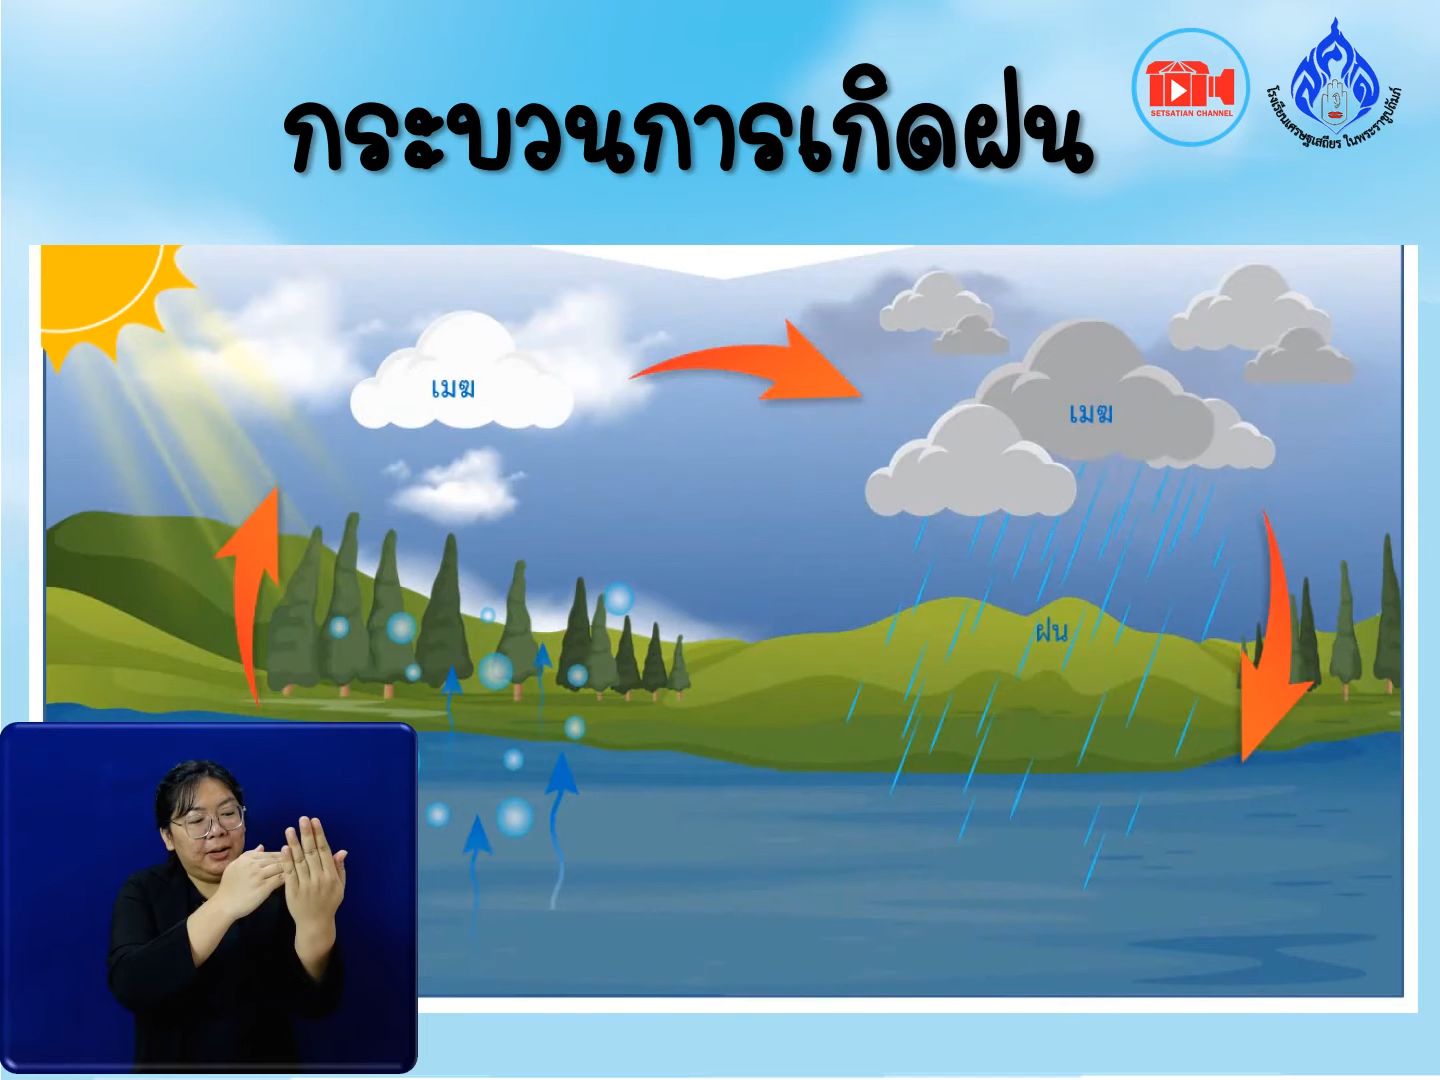 กระบวนการเกิดฝน
SETSATIAN CHANNEL
โรงเรียนเศรษฐเสถียร ในพระราชูปถัมภ์
เมฆ
เมฆ
ฝน